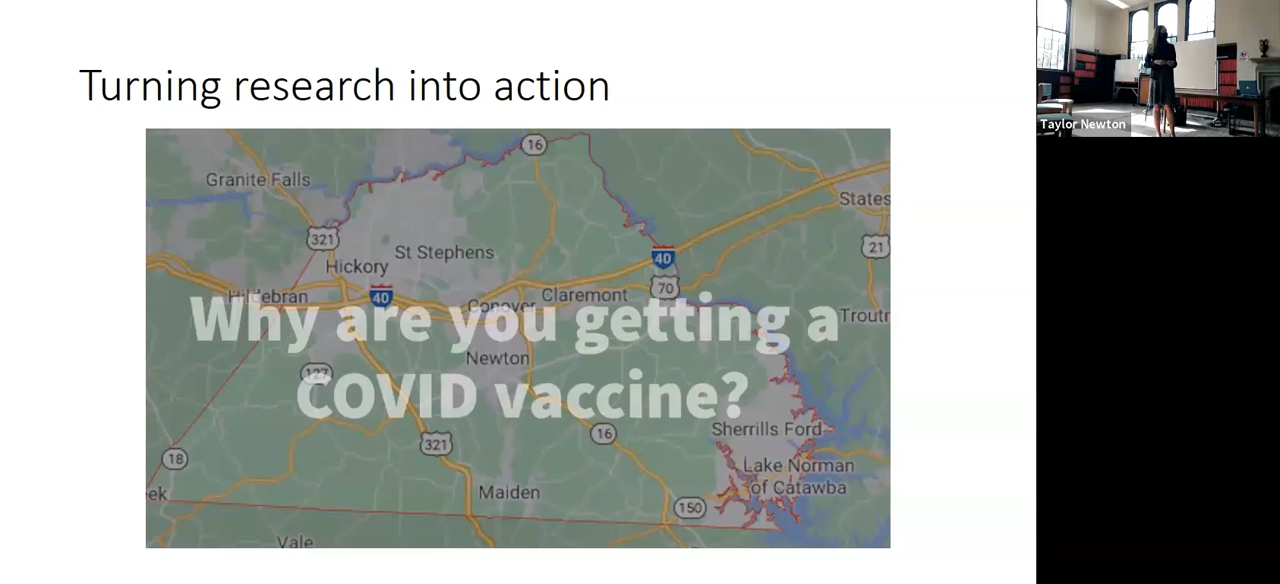 Turning research into action
Taylor Newton
16
Granite Falls
States
321
21
St Stephens
40
Hickory
70
Hildebran
40
Claremont
Conover
Why are you getting a
Troutr
Newton
127
COVID vaccine?
Sherrills Ford
16
321
18
Lake Norman
of Catawba
eek
Maiden
150
Vale